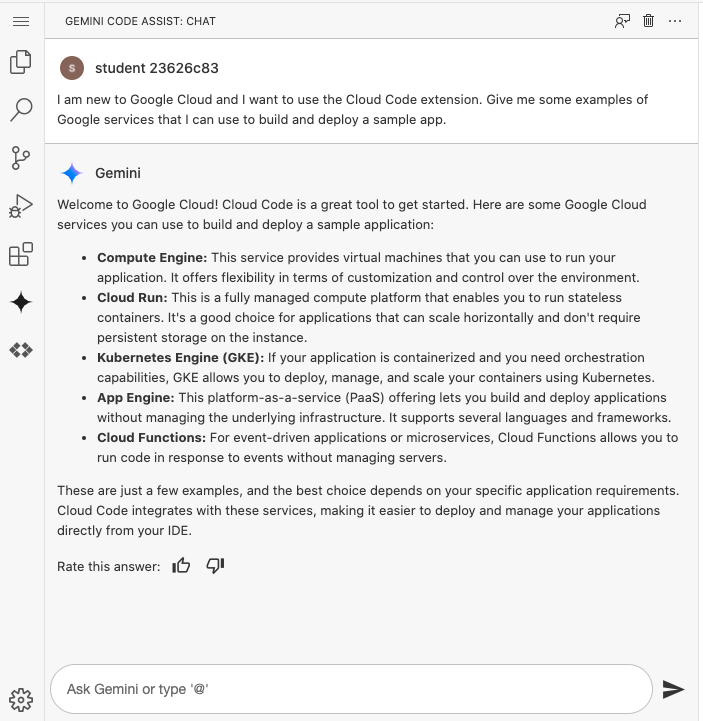 GEMINI CODE ASSIST: CHAT
S
student 23626c83
I am new to Google Cloud and I want to use the Cloud Code extension. Give me some examples of
Google services that I can use to build and deploy a sample app.
Gemini
Welcome to Google Cloud! Cloud Code is a great tool to get started. Here are some Google Cloud
services you can use to build and deploy a sample application:
• Compute Engine: This service provides virtual machines that you can use to run your
application. It offers flexibility in terms of customization and control over the environment.
• Cloud Run: This is a fully managed compute platform that enables you to run stateless
containers. It's a good choice for applications that can scale horizontally and don't require
persistent storage on the instance.
• Kubernetes Engine (GKE): If your application is containerized and you need orchestration
capabilities, GKE allows you to deploy, manage, and scale your containers using Kubernetes.
• App Engine: This platform-as-a-service (PaaS) offering lets you build and deploy applications
without managing the underlying infrastructure. It supports several languages and frameworks.
• Cloud Functions: For event-driven applications or microservices, Cloud Functions allows you to
run code in response to events without managing servers.
These are just a few examples, and the best choice depends on your specific application requirements.
Cloud Code integrates with these services, making it easier to deploy and manage your applications
directly from your IDE.
Rate this answer:
Ask Gemini or type '@'